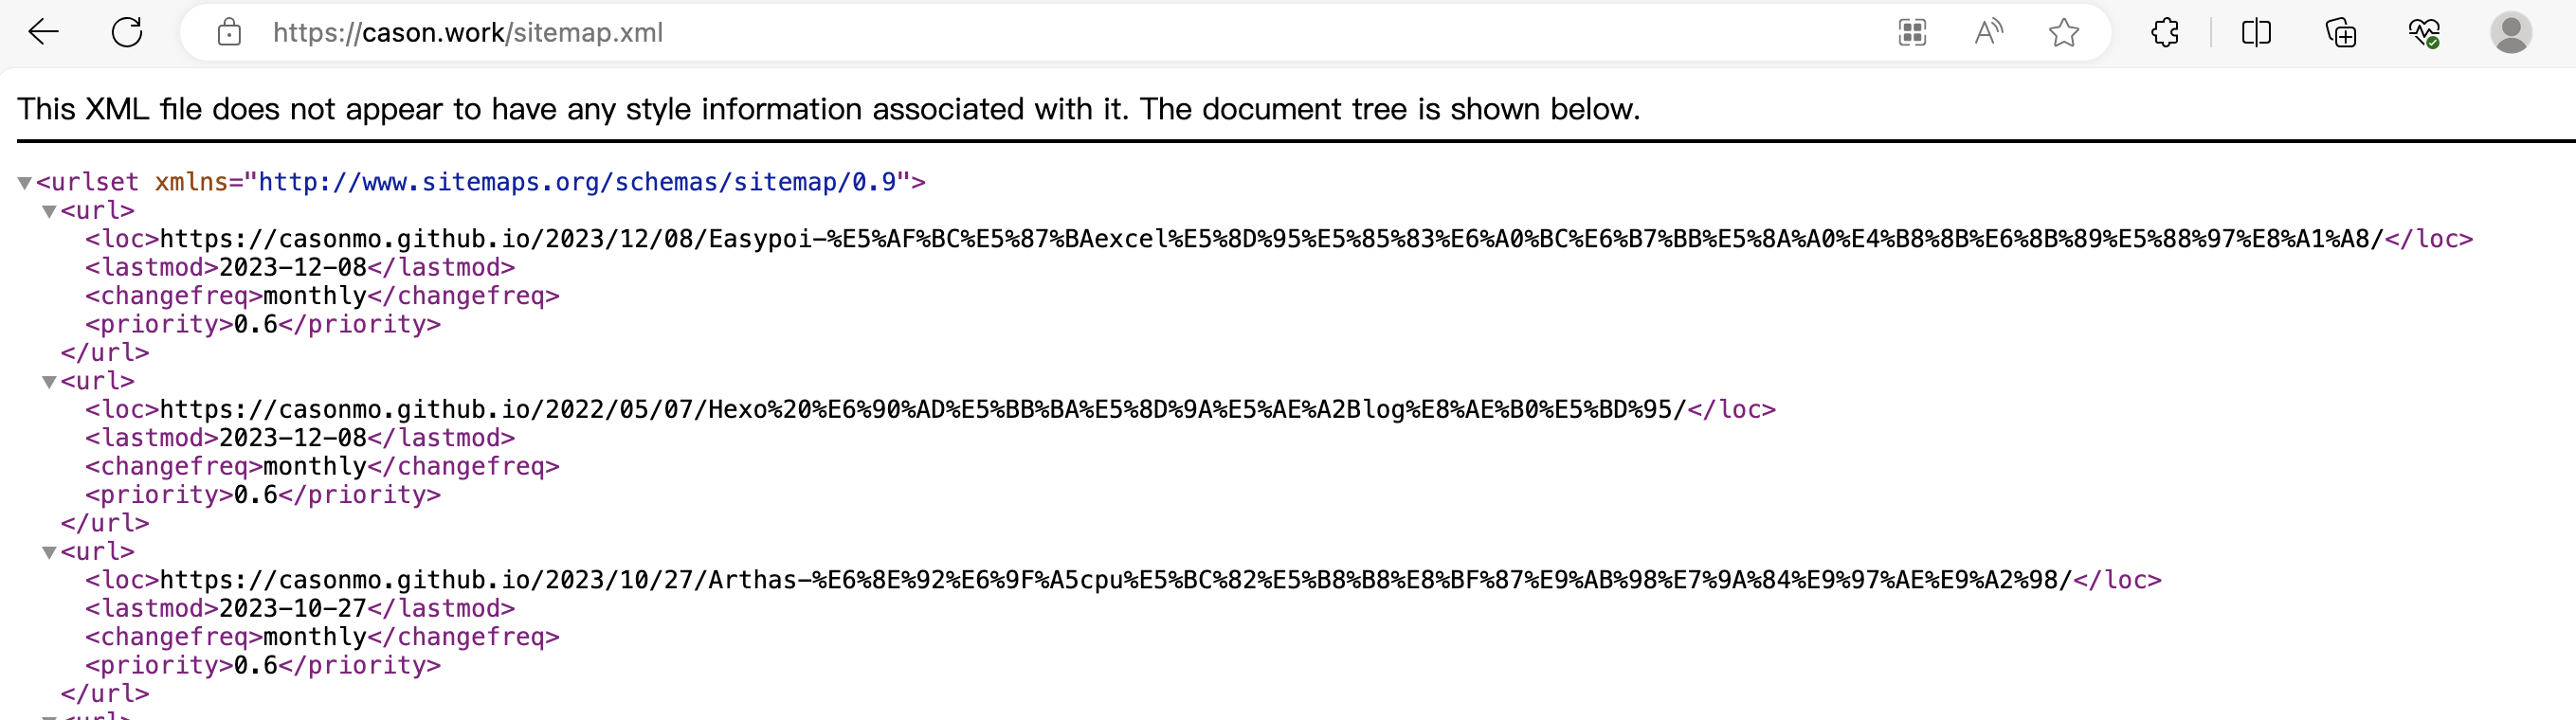 https://cason.work/sitemap.xml
This XML file does not appear to have any style information associated with it. The document tree is shown below.
▼<urlset xmlns="http://www.sitemaps.org/schemas/sitemap/0.9">
▼<url>
<loc>https://casonmo.github.io/2023/12/08/Easypoi-%E5%AF%BC%E5%87%BAexcel%E5%8D%95%E5%85%83%E6%A0%BC%E6%B7%BB%E5%8A%A0%E4%B8%8B%E6%8B%89%E5%88%97%E8%A1%A8/</loc>
<lastmod>2023-12-08</lastmod>
<changefreq>monthly</changefreq>
<priority>0.6</priority>
</url>
▼<url>
<loc>https://casonmo.github.io/2022/05/07/Hexo%20%E6%90%AD%E5%BB%BA%E5%8D%9A%E5%AE%A2Blog%E8%AE%B0%E5%BD%95/</loc>
<lastmod>2023-12-08</lastmod>
<changefreq>monthly</changefreq>
<priority>0.6</priority>
</url>
▼<url>
<loc>https://casonmo.github.io/2023/10/27/Arthas-%E6%8E%92%E6%9F%A5cpu%E5%BC%82%E5%B8%B8%E8%BF%87%E9%AB%98%E7%9A%84%E9%97%AE%E9%A2%98/</loc>
<lastmod>2023-10-27</lastmod>
<changefreq>monthly</changefreq>
<priority>0.6</priority>
</url>
▼<url>